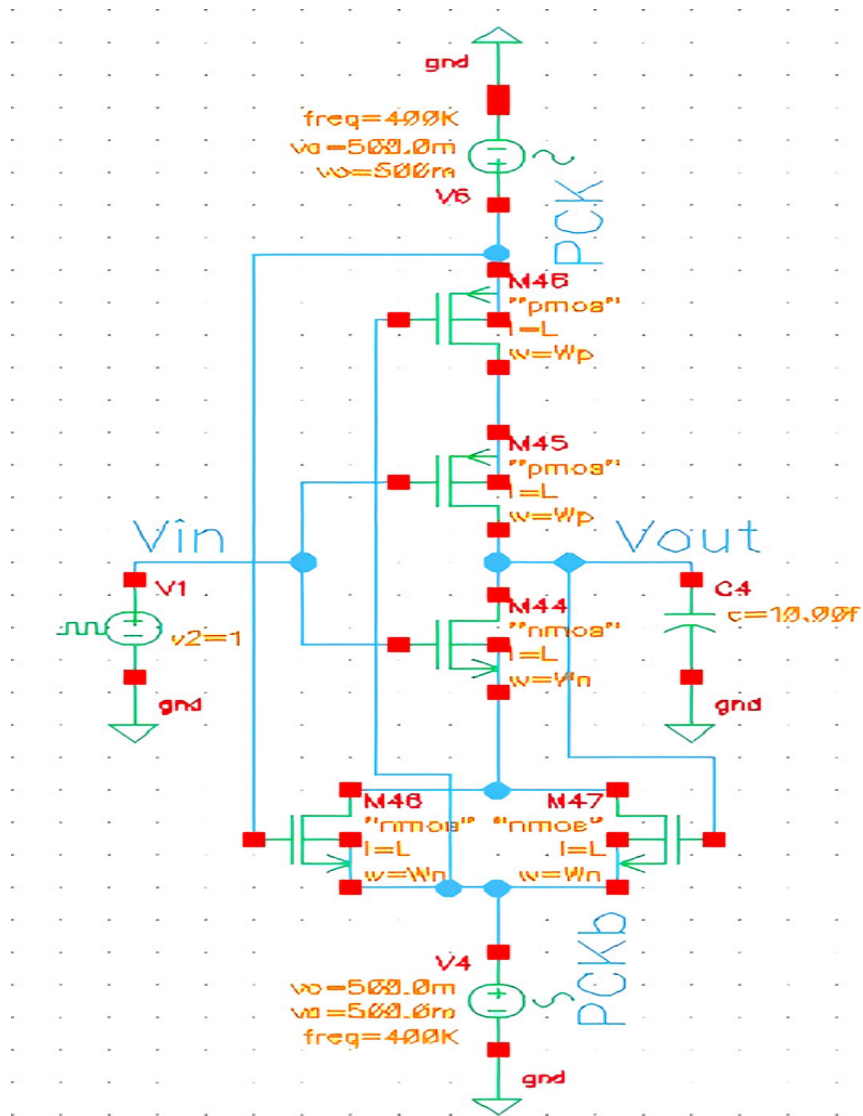 gnd
freq=400K
va=500.0m
vo=500m
V6
PCK
M46
"pmos"
l=L
w=Wp
M45
"pmos"
l=L
w=Wp
Vin
Vout
V1
v2=1
gnd
M44
"nmos"
l=L
w=Wn
C4
c=10.00f
gnd
M46 M47
"nmos" "nmos"
l=L l=L
w=Wn w=Wn
V4
PCKb
vo=500.0m
va=500.0m
freq=400K
gnd